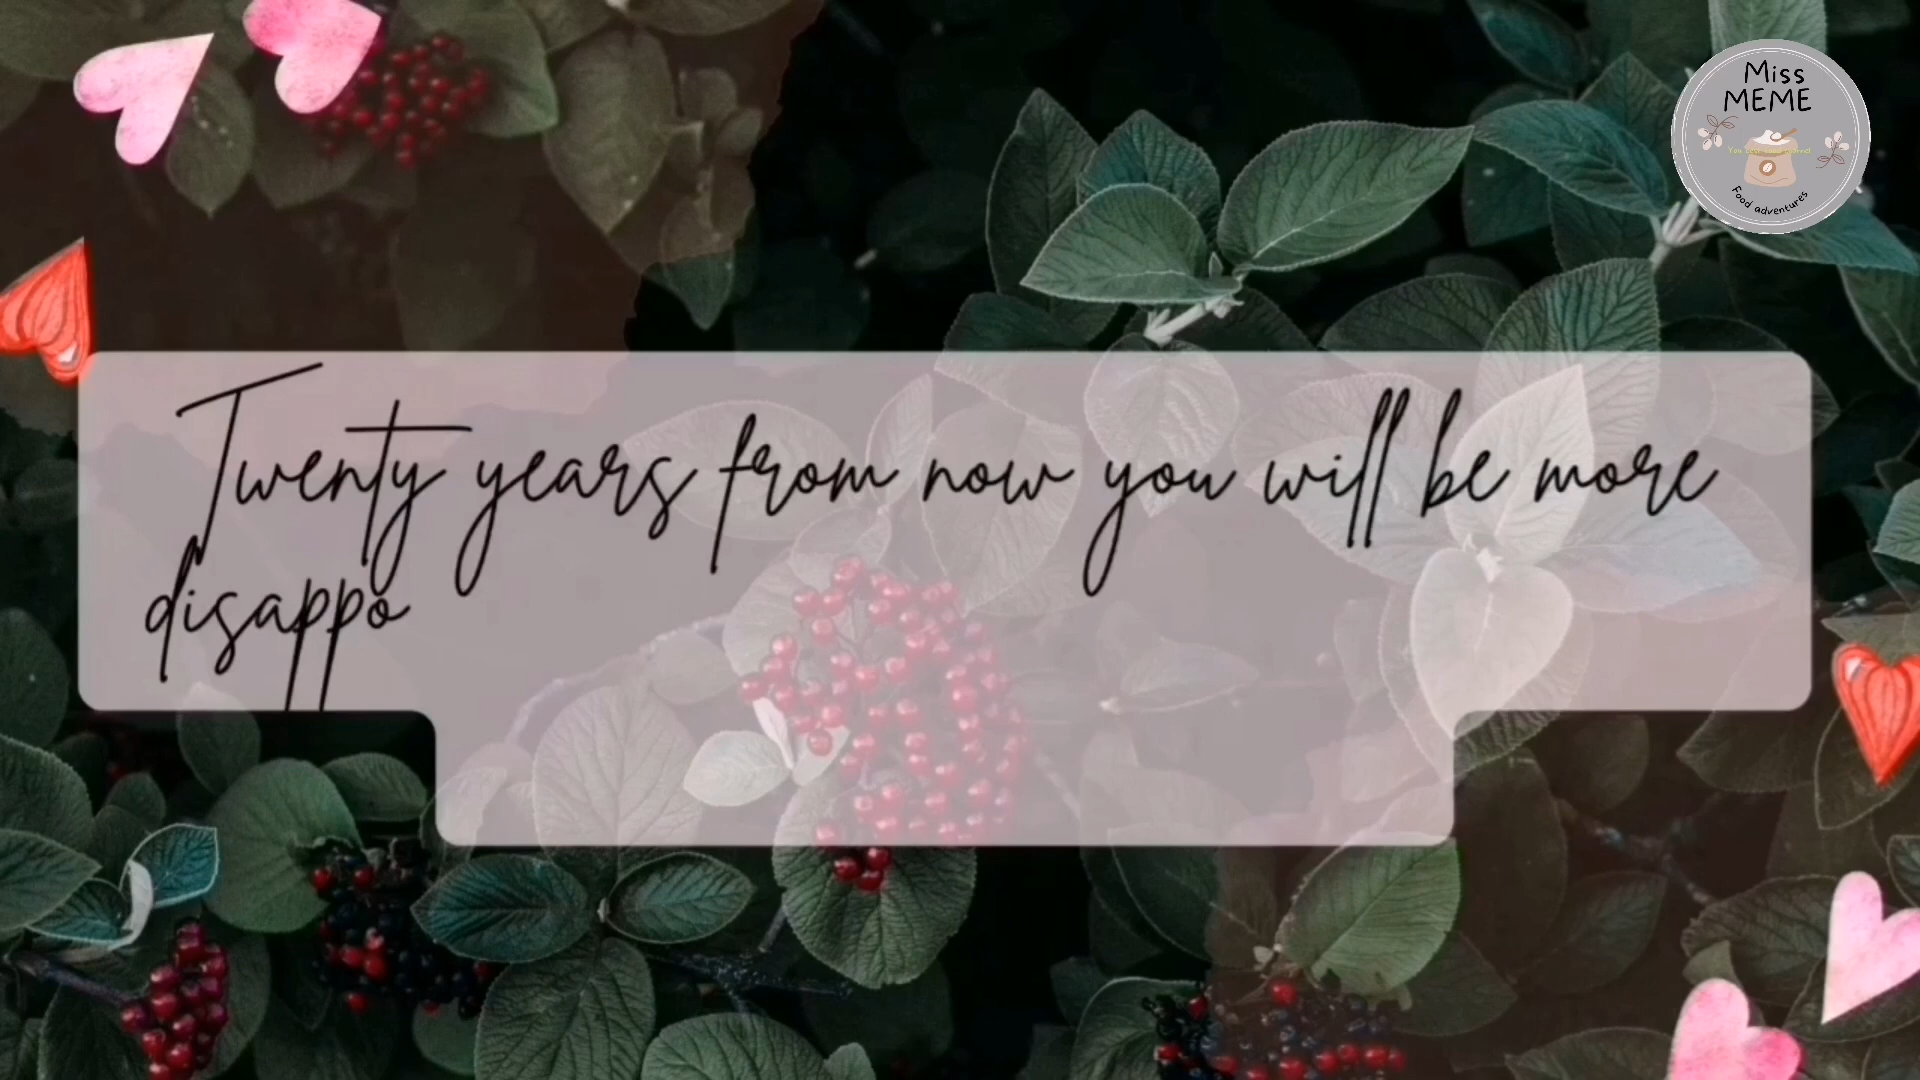 Miss
MEME
Food adventures
Twenty years from now you will be more
disappo